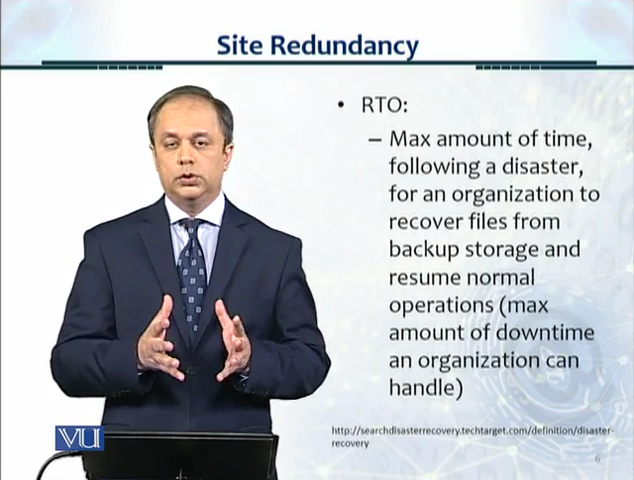 Site Redundancy
• RTO:
– Max amount of time,
following a disaster,
for an organization to
recover files from
backup storage and
resume normal
operations (max
amount of downtime
an organization can
handle)
http://searchdisasterrecovery.techtarget.com/definition/disaster-
recovery
6
VU